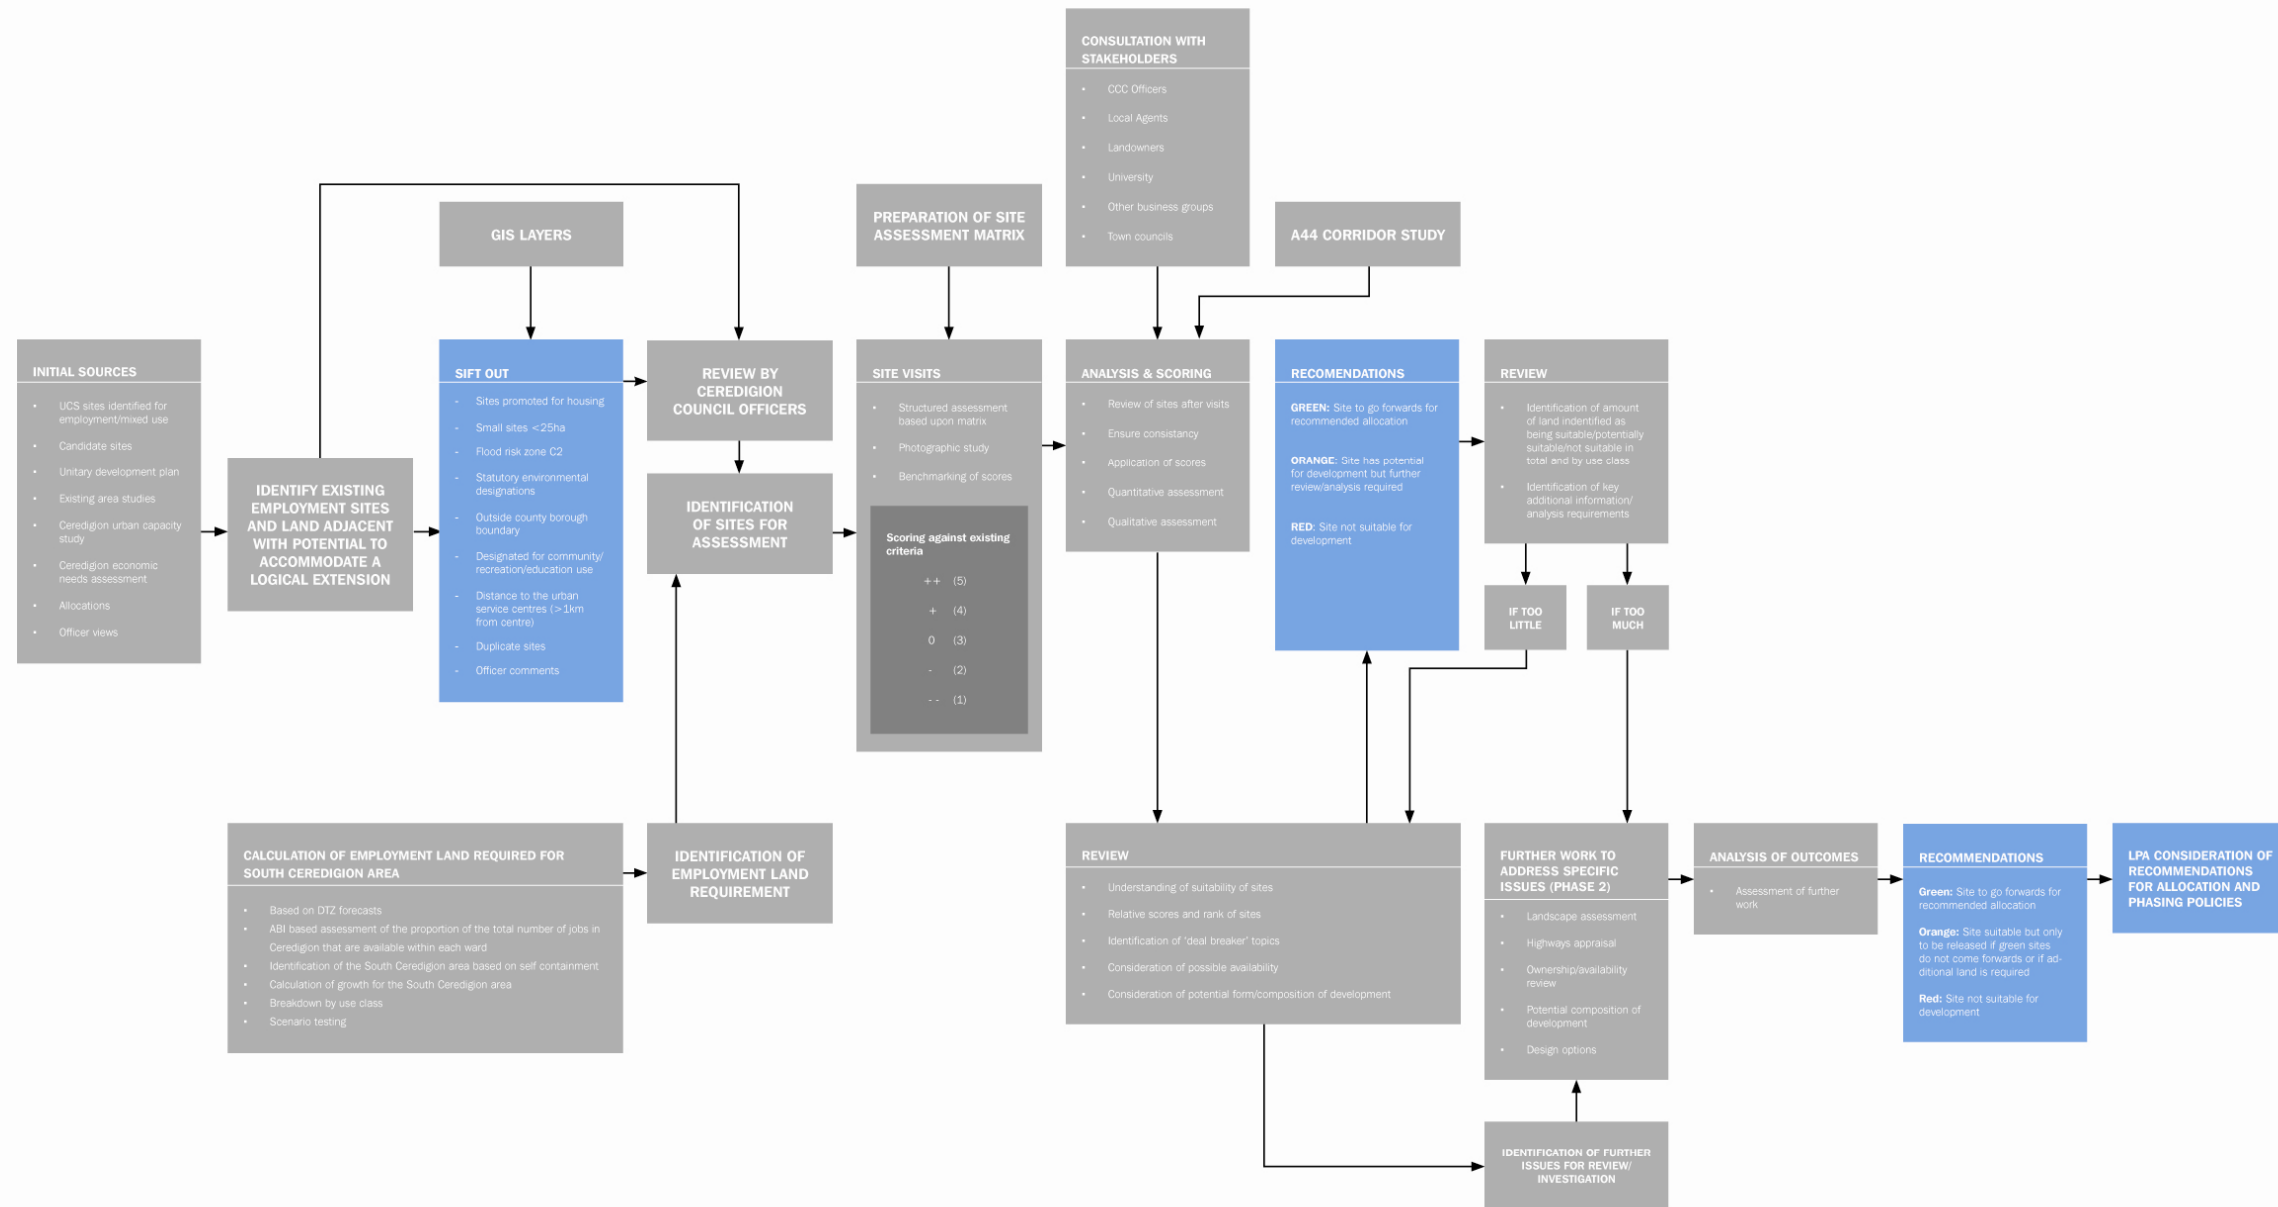 CONSULTATION WITH
STAKEHOLDERS
• CCC Officers
• Local Agents
• Landowners
• University
• Other business groups
• Town councils
GIS LAYERS
PREPARATION OF SITE
ASSESSMENT MATRIX
A44 CORRIDOR STUDY
INITIAL SOURCES
• UCS sites identified for
employment/mixed use
• Candidate sites
• Unitary development plan
• Existing area studies
• Ceredigion urban capacity
study
• Ceredigion economic
needs assessment
• Allocations
• Officer views
IDENTIFY EXISTING
EMPLOYMENT SITES
AND LAND ADJACENT
WITH POTENTIAL TO
ACCOMMODATE A
LOGICAL EXTENSION
SIFT OUT
- Sites promoted for housing
- Small sites <25ha
- Flood risk zone C2
- Statutory environmental
designations
- Outside county borough
boundary
- Designated for community/
recreation/education use
- Distance to the urban
service centres (>1km
from centre)
- Duplicate sites
- Officer comments
REVIEW BY
CEREDIGION
COUNCIL OFFICERS
IDENTIFICATION
OF SITES FOR
ASSESSMENT
SITE VISITS
• Structured assessment
based upon matrix
• Photographic study
• Benchmarking of scores
Scoring against existing
criteria
++ (5)
+ (4)
0 (3)
- (2)
- - (1)
ANALYSIS & SCORING
• Review of sites after visits
• Ensure consistancy
• Application of scores
• Quantitative assessment
• Qualitative assessment
RECOMENDATIONS
GREEN: Site to go forwards for
recommended allocation
ORANGE: Site has potential
for development but further
review/analysis required
RED: Site not suitable for
development
REVIEW
• Identification of amount
of land indentified as
being suitable/potentially
suitable/not suitable in
total and by use class
• Identification of key
additional information/
analysis requirements
IF TOO
LITTLE
IF TOO
MUCH
CALCULATION OF EMPLOYMENT LAND REQUIRED FOR
SOUTH CEREDIGION AREA
• Based on DTZ forecasts
• ABI based assessment of the proportion of the total number of jobs in
Ceredigion that are available within each ward
• Identification of the South Ceredigion area based on self containment
• Calculation of growth for the South Ceredigion area
• Breakdown by use class
• Scenario testing
IDENTIFICATION OF
EMPLOYMENT LAND
REQUIREMENT
REVIEW
• Understanding of suitability of sites
• Relative scores and rank of sites
• Identification of 'deal breaker' topics
• Consideration of possible availability
• Consideration of potential form/composition of development
FURTHER WORK TO
ADDRESS SPECIFIC
ISSUES (PHASE 2)
• Landscape assessment
• Highways appraisal
• Ownership/availability
review
• Potential composition of
development
• Design options
ANALYSIS OF OUTCOMES
• Assessment of further
work
RECOMMENDATIONS
Green: Site to go forwards for
recommended allocation
Orange: Site suitable but only
to be released if green sites
do not come forwards or if ad-
ditional land is required
Red: Site not suitable for
development
LPA CONSIDERATION OF
RECOMMENDATIONS
FOR ALLOCATION AND
PHASING POLICIES
IDENTIFICATION OF FURTHER
ISSUES FOR REVIEW/
INVESTIGATION